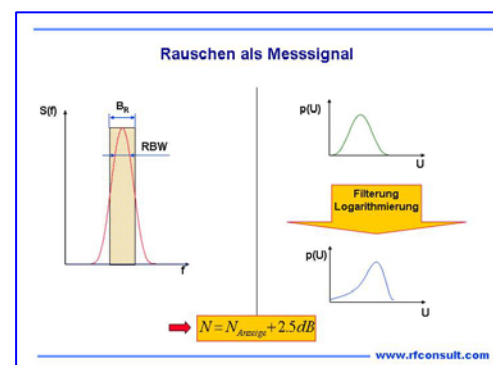 Rauschen als Messsignal
S(f)
B_R
RBW
f
p(U)
U
Filterung
Logarithmierung
p(U)
U
N = N_Anzeige + 2.5dB
www.rfconsult.com